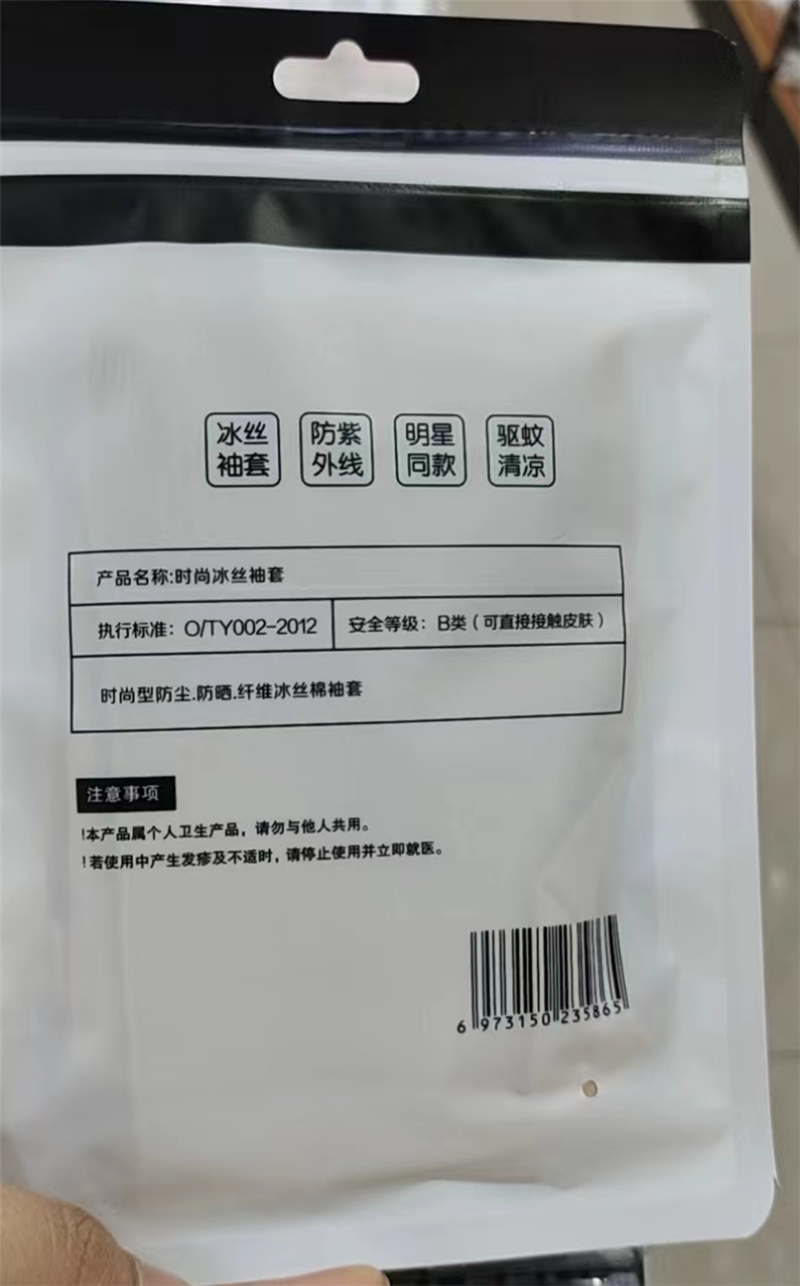 冰丝 防紫 明星 驱蚊
袖套 外线 同款 清凉
产品名称:时尚冰丝袖套
执行标准：O/TY002-2012 安全等级：B类（可直接接触皮肤）
时尚型防尘.防晒.纤维冰丝棉袖套
注意事项
!本产品属个人卫生产品，请勿与他人共用。
!若使用中产生发疹及不适时，请停止使用并立即就医。
6 973150 235865